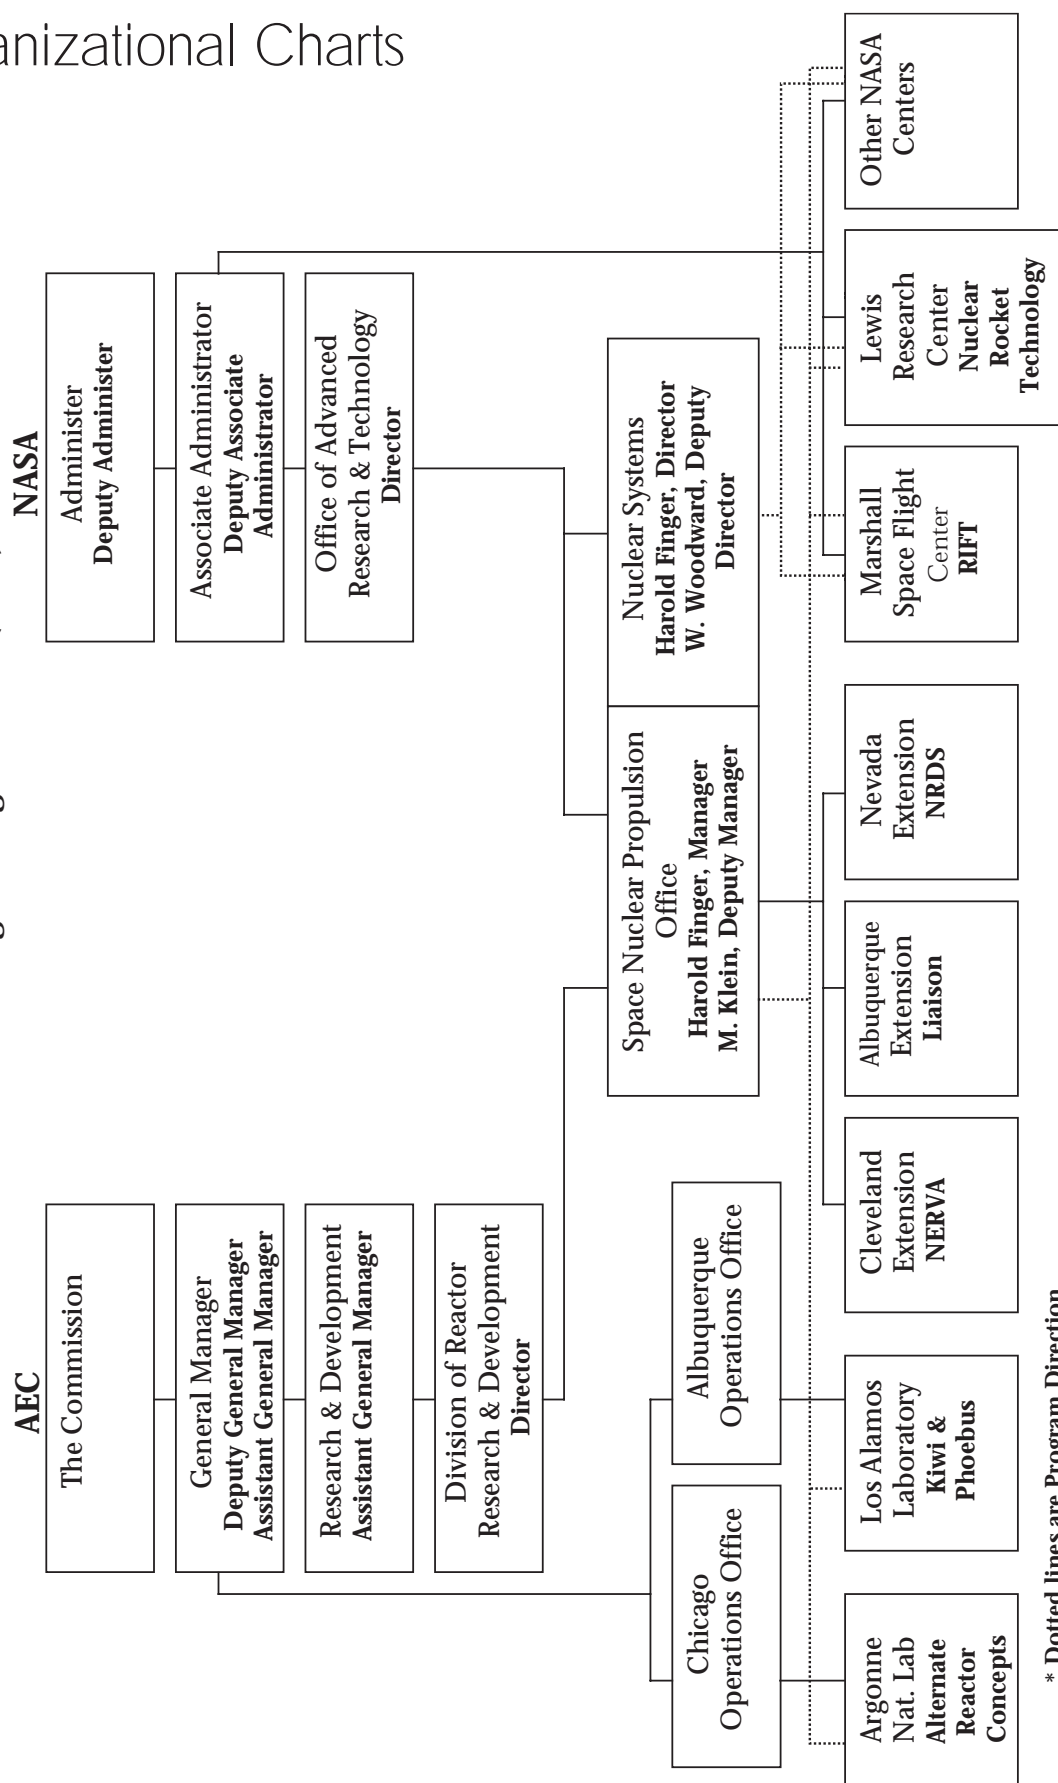 anizational Charts
AEC
The Commission
General Manager
Deputy General Manager
Assistant General Manager
Research & Development
Assistant General Manager
Division of Reactor
Research & Development
Director
NASA
Administer
Deputy Administer
Associate Administrator
Deputy Associate
Administrator
Office of Advanced
Research & Technology
Director
Chicago
Operations Office
Albuquerque
Operations Office
Space Nuclear Propulsion
Office
Harold Finger, Manager
M. Klein, Deputy Manager
Nuclear Systems
Harold Finger, Director
W. Woodward, Deputy
Director
Argonne
Nat. Lab
Alternate
Reactor
Concepts
Los Alamos
Laboratory
Kiwi &
Phoebus
Cleveland
Extension
NERVA
Albuquerque
Extension
Liaison
Nevada
Extension
NRDS
Marshall
Space Flight
Center
RIFT
Lewis
Research
Center
Nuclear
Rocket
Technology
Other NASA
Centers
* Dotted lines are Program Direction